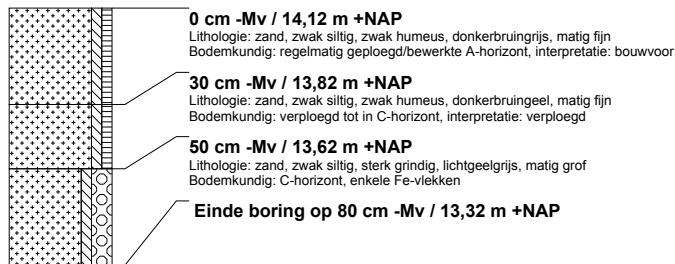 0 cm -Mv / 14,12 m +NAP
Lithologie: zand, zwak siltig, zwak humeus, donkerbruingrijs, matig fijn
Bodemkundig: regelmatig geploegd/bewerkte A-horizont, interpretatie: bouwvoor
30 cm -Mv / 13,82 m +NAP
Lithologie: zand, zwak siltig, zwak humeus, donkerbruingeel, matig fijn
Bodemkundig: verploegd tot in C-horizont, interpretatie: verploegd
50 cm -Mv / 13,62 m +NAP
Lithologie: zand, zwak siltig, sterk grindig, lichtgeelgrijs, matig grof
Bodemkundig: C-horizont, enkele Fe-vlekken
Einde boring op 80 cm -Mv / 13,32 m +NAP